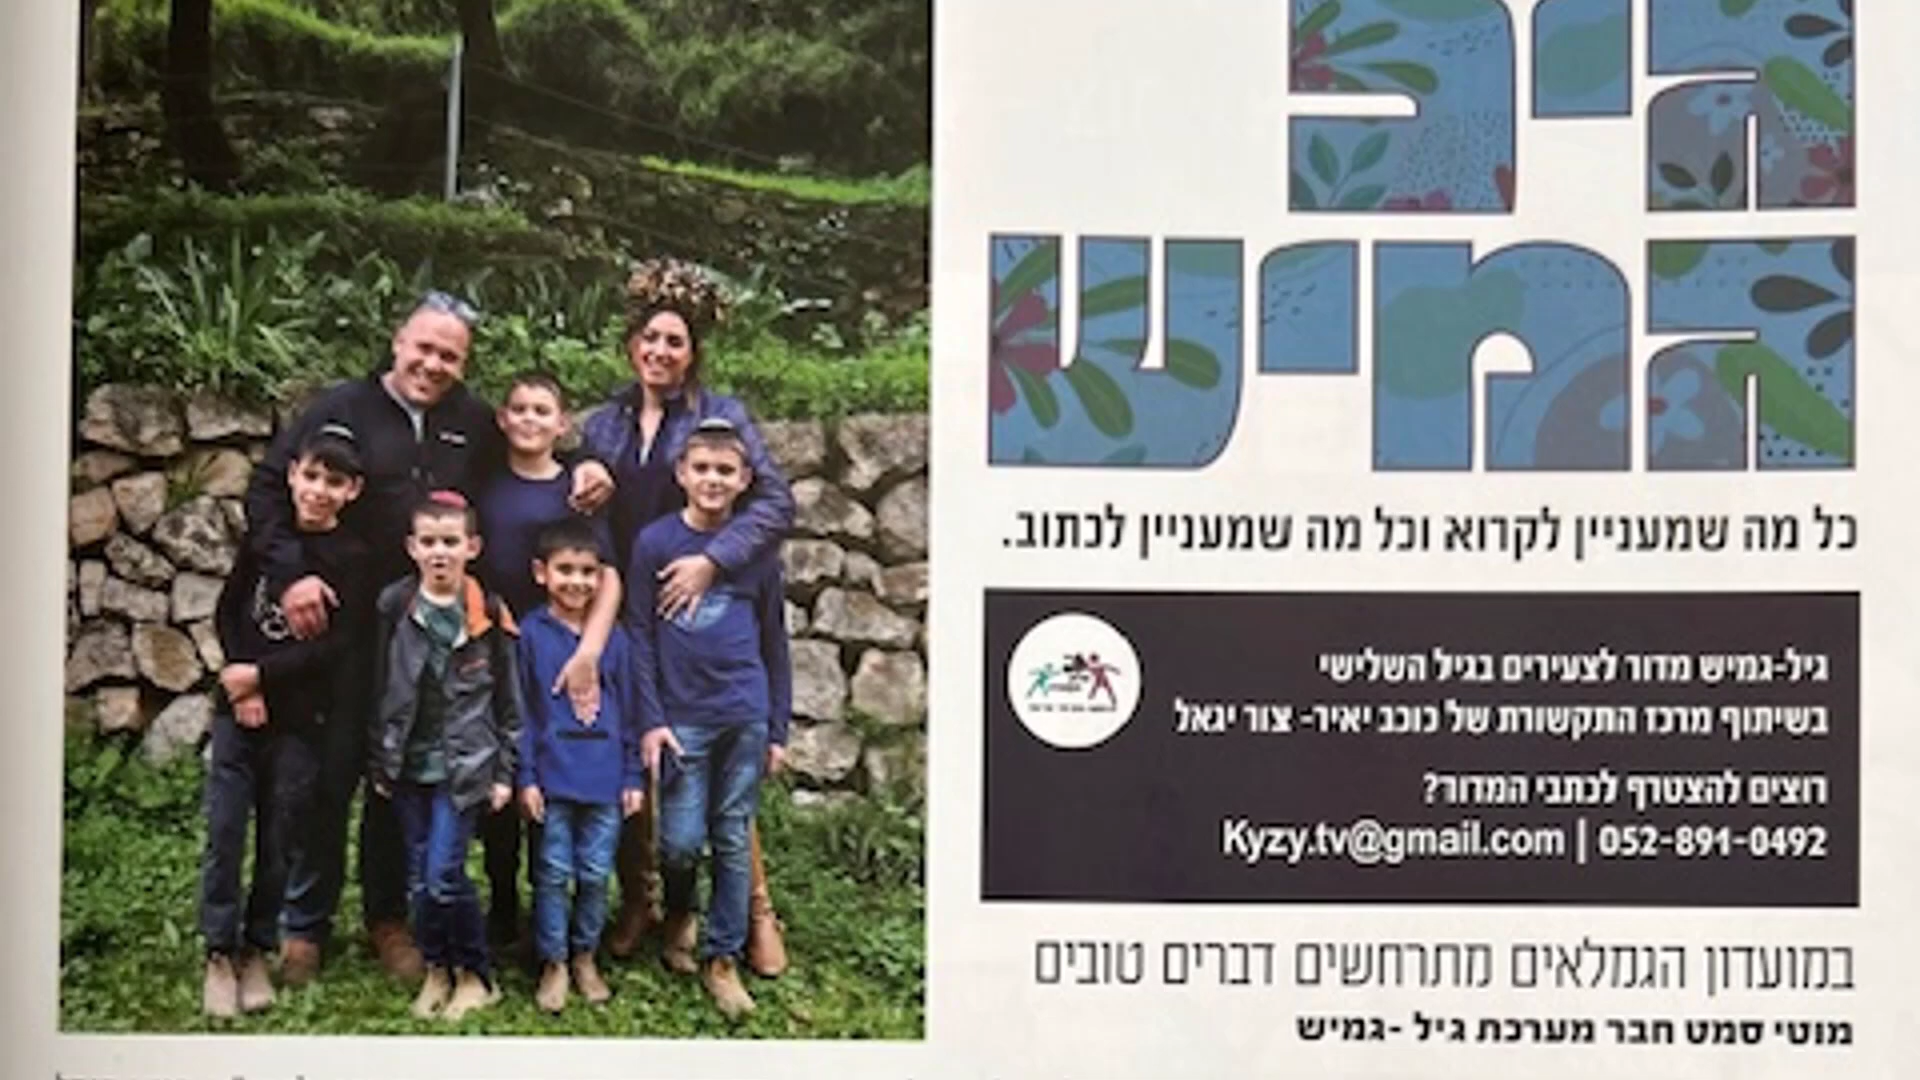 גיל
גמיש
כל מה שמעניין לקרוא וכל מה שמעניין לכתוב.
גיל-גמיש מדור לצעירים בגיל השלישי
בשיתוף מרכז התקשורת של כוכב יאיר- צור יגאל
רוצים להצטרף לכתבי המדור?
Kyzy.tv@gmail.com | 052-891-0492
במועדון הגמלאים מתרחשים דברים טובים
מוטי סמט חבר מערכת גיל -גמיש